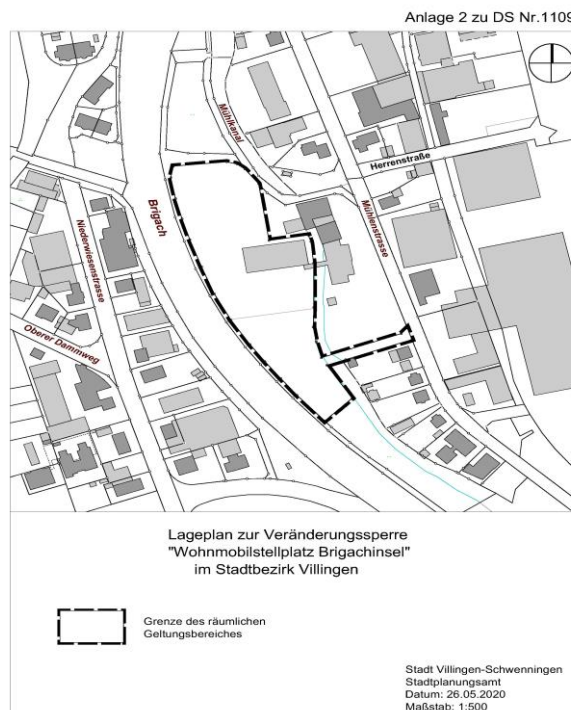 Anlage 2 zu DS Nr.1109
Mühlkanal
Herrenstraße
Brigach
Mühlenstrasse
Niederwiesenstrasse
Oberer Dammweg
Lageplan zur Veränderungssperre
"Wohnmobilstellplatz Brigachinsel"
im Stadtbezirk Villingen
Grenze des räumlichen
Geltungsbereiches
Stadt Villingen-Schwenningen
Stadtplanungsamt
Datum: 26.05.2020
Maßstab: 1:500